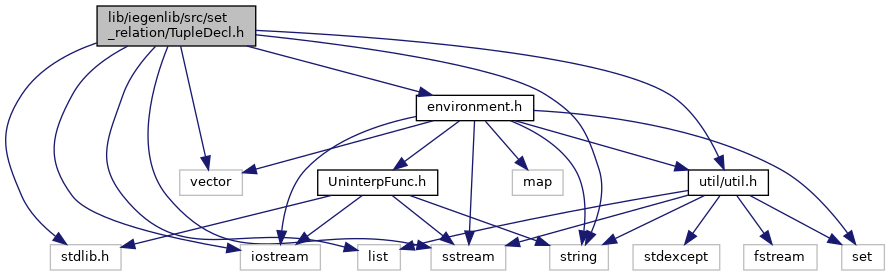 lib/iegenlib/src/set
_relation/TupleDecl.h
environment.h
vector
UninterpFunc.h
map
util/util.h
stdlib.h
iostream
list
sstream
string
stdexcept
fstream
set